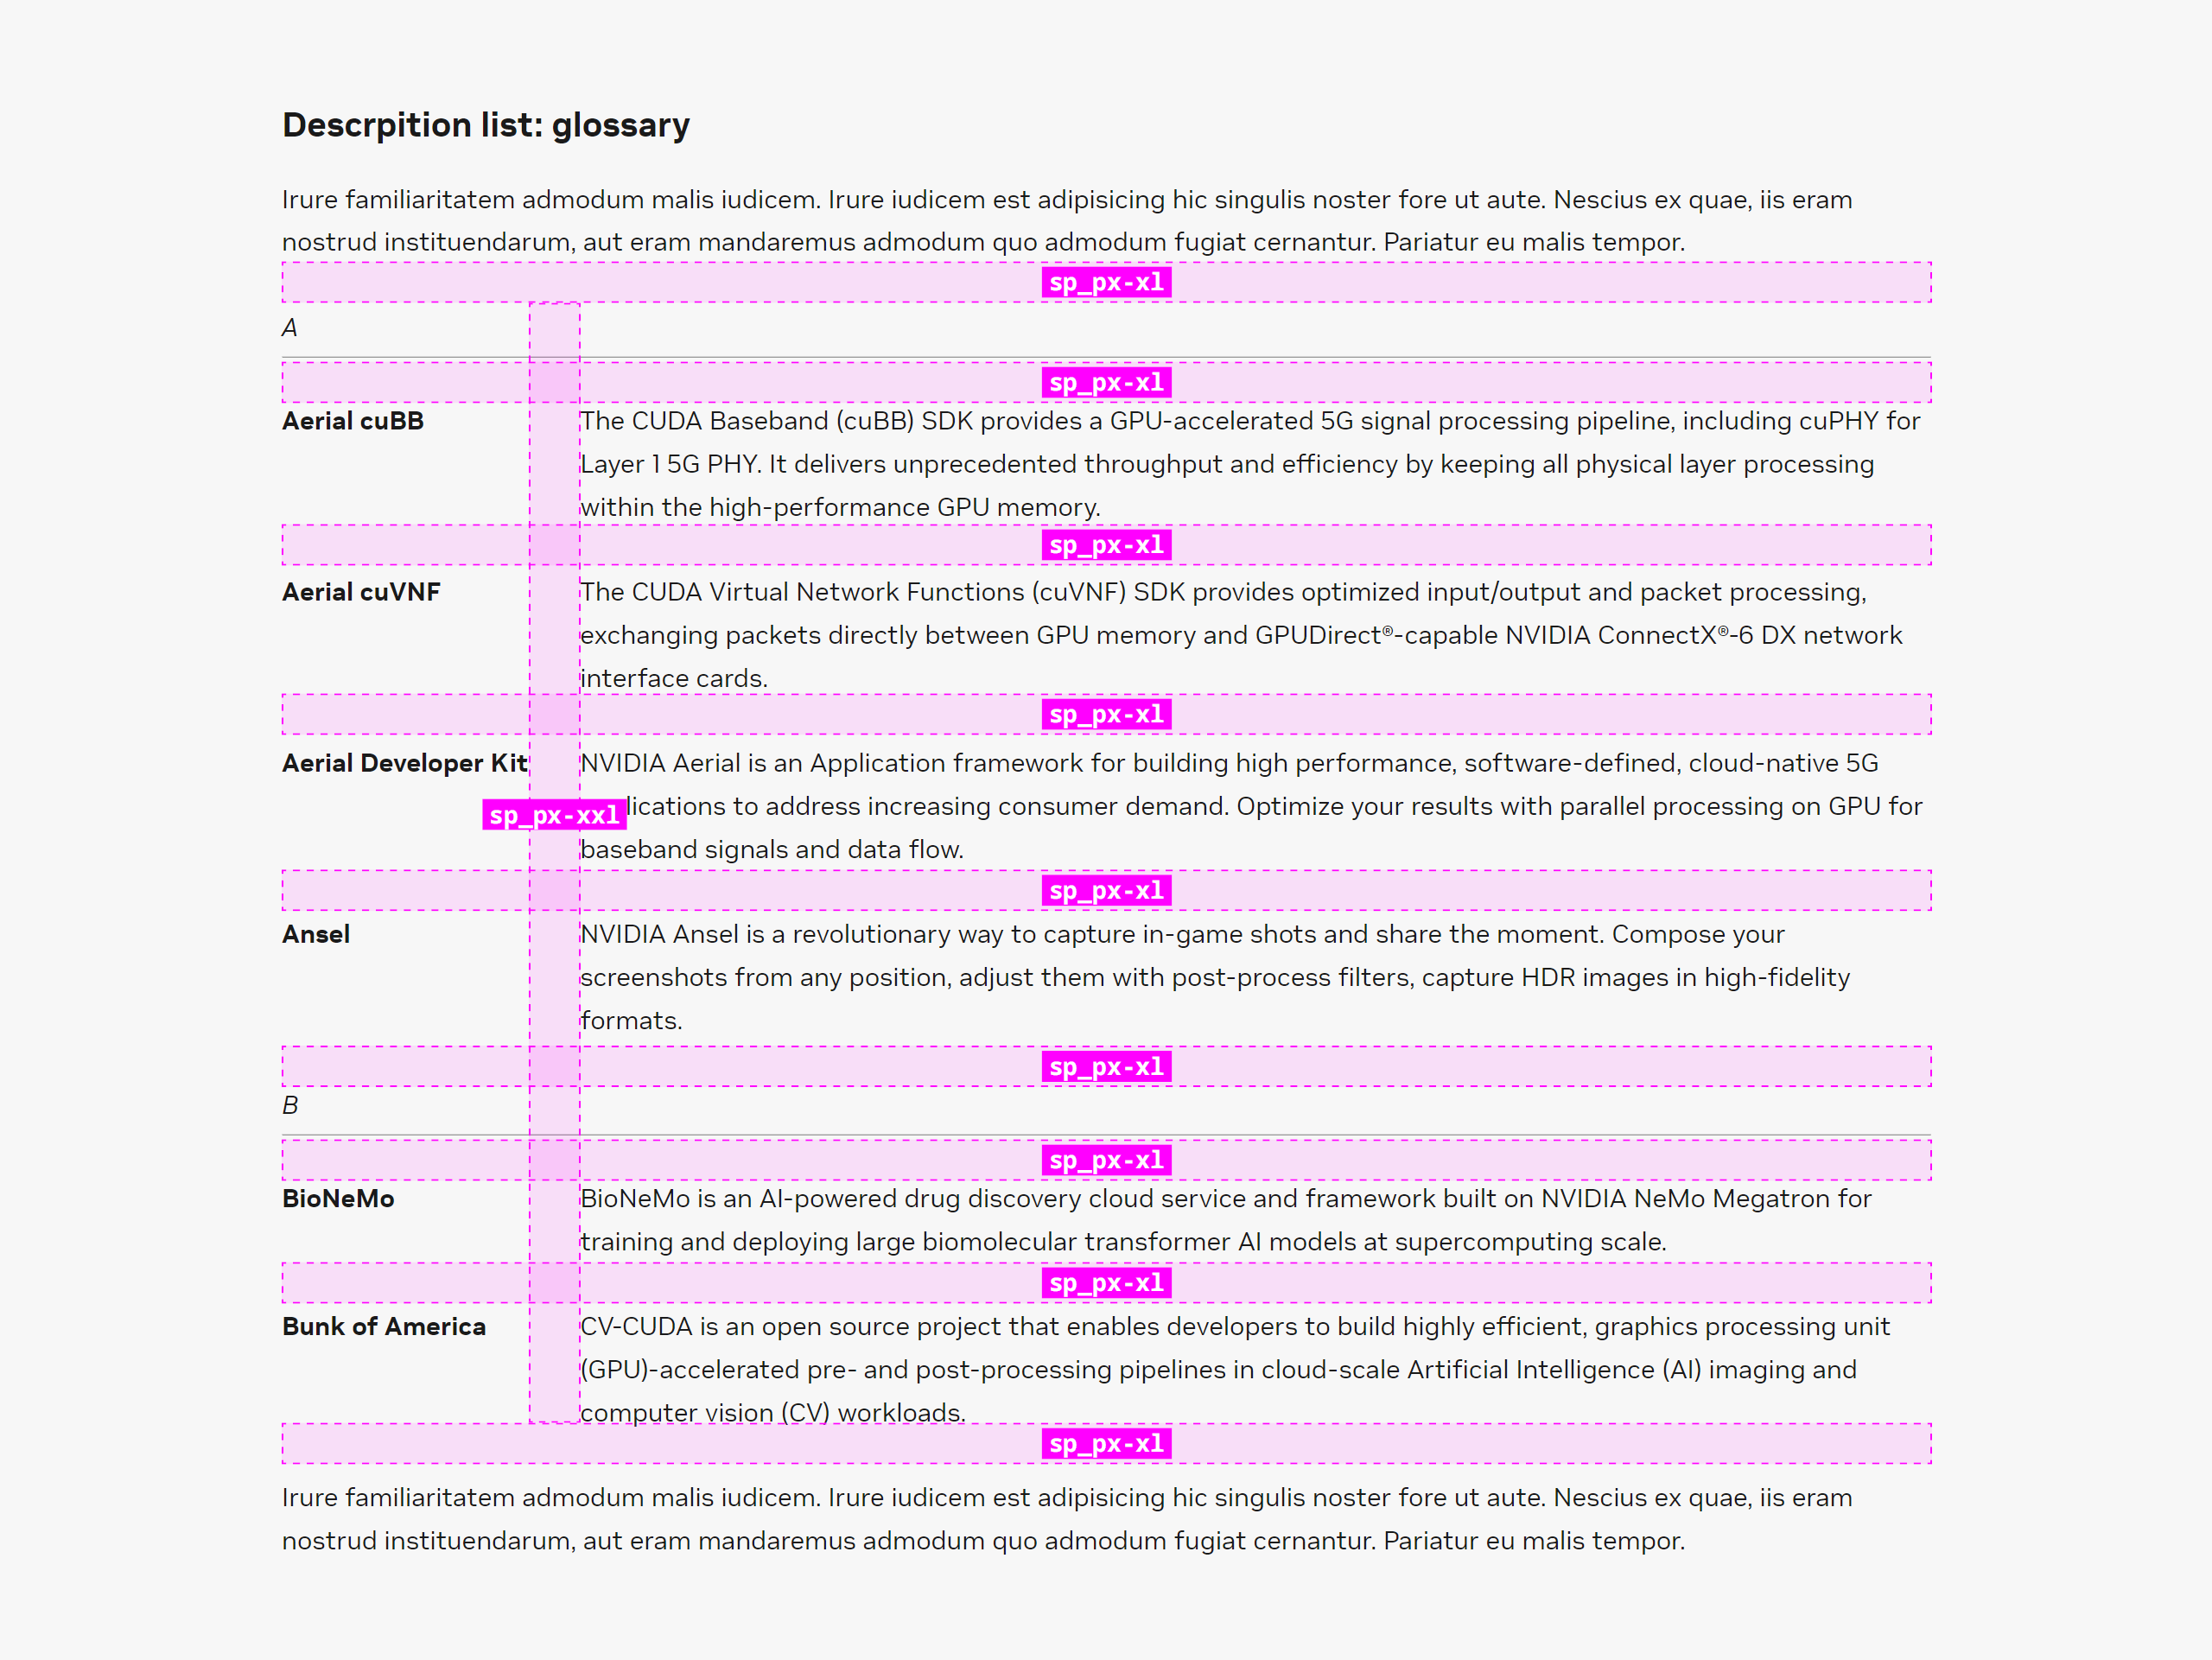 Descrpition list: glossary
Irure familiaritatem admodum malis iudicem. Irure iudicem est adipisicing hic singulis noster fore ut aute. Nescius ex quae, iis eram
nostrud instituendarum, aut eram mandaremus admodum quo admodum fugiat cernantur. Pariatur eu malis tempor.
sp_px-xl
A
sp_px-xl
Aerial cuBB
The CUDA Baseband (cuBB) SDK provides a GPU-accelerated 5G signal processing pipeline, including cuPHY for
Layer 1 5G PHY. It delivers unprecedented throughput and efficiency by keeping all physical layer processing
within the high-performance GPU memory.
sp_px-xl
Aerial cuVNF
The CUDA Virtual Network Functions (cuVNF) SDK provides optimized input/output and packet processing,
exchanging packets directly between GPU memory and GPUDirect®-capable NVIDIA ConnectX®-6 DX network
interface cards.
sp_px-xl
Aerial Developer Kit
NVIDIA Aerial is an Application framework for building high performance, software-defined, cloud-native 5G
sp_px-xxl
lications to address increasing consumer demand. Optimize your results with parallel processing on GPU for
baseband signals and data flow.
sp_px-xl
Ansel
NVIDIA Ansel is a revolutionary way to capture in-game shots and share the moment. Compose your
screenshots from any position, adjust them with post-process filters, capture HDR images in high-fidelity
formats.
sp_px-xl
B
sp_px-xl
BioNeMo
BioNeMo is an AI-powered drug discovery cloud service and framework built on NVIDIA NeMo Megatron for
training and deploying large biomolecular transformer AI models at supercomputing scale.
sp_px-xl
Bunk of America
CV-CUDA is an open source project that enables developers to build highly efficient, graphics processing unit
(GPU)-accelerated pre- and post-processing pipelines in cloud-scale Artificial Intelligence (AI) imaging and
computer vision (CV) workloads.
sp_px-xl
Irure familiaritatem admodum malis iudicem. Irure iudicem est adipisicing hic singulis noster fore ut aute. Nescius ex quae, iis eram
nostrud instituendarum, aut eram mandaremus admodum quo admodum fugiat cernantur. Pariatur eu malis tempor.